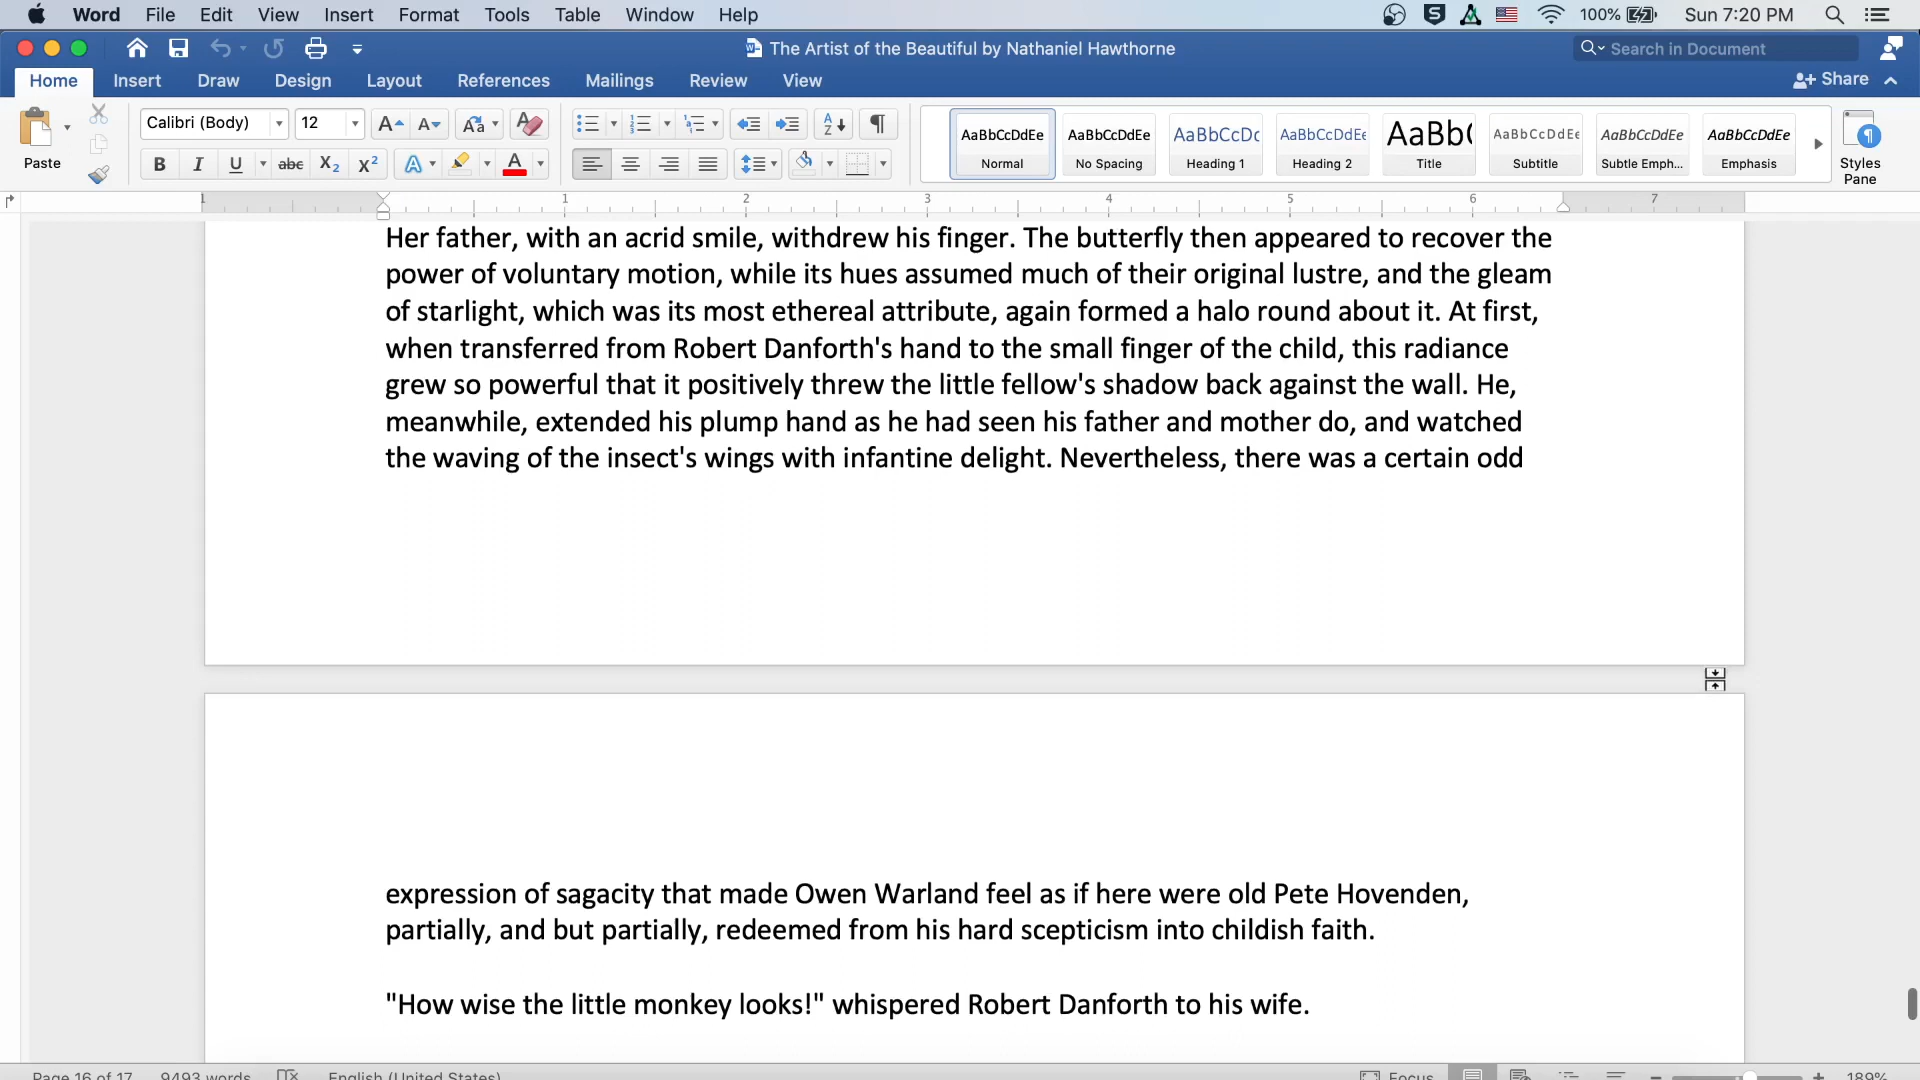 Word File Edit View Insert Format Tools Table Window Help 100% Sun 7:20 PM
The Artist of the Beautiful by Nathaniel Hawthorne Search in Document
Home Insert Draw Design Layout References Mailings Review View Share
Calibri (Body) 12 AaBbCcDdEe AaBbCcDdEe AaBbCcDc AaBbCcDdEe AaBb( AaBbCcDdEe AaBbCcDdEe AaBbCcDdEe
Paste Normal No Spacing Heading 1 Heading 2 Title Subtitle Subtle Emph... Emphasis Styles
Pane
1 1 2 3 4 5 6 7
Her father, with an acrid smile, withdrew his finger. The butterfly then appeared to recover the
power of voluntary motion, while its hues assumed much of their original lustre, and the gleam
of starlight, which was its most ethereal attribute, again formed a halo round about it. At first,
when transferred from Robert Danforth's hand to the small finger of the child, this radiance
grew so powerful that it positively threw the little fellow's shadow back against the wall. He,
meanwhile, extended his plump hand as he had seen his father and mother do, and watched
the waving of the insect's wings with infantine delight. Nevertheless, there was a certain odd
expression of sagacity that made Owen Warland feel as if here were old Pete Hovenden,
partially, and but partially, redeemed from his hard scepticism into childish faith.
"How wise the little monkey looks!" whispered Robert Danforth to his wife.
Page 16 of 17 9493 words English (United States) Focus 189%